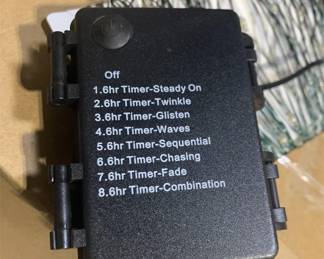 Off
1.6hr Timer-Steady On
2.6hr Timer-Twinkle
3.6hr Timer-Glisten
4.6hr Timer-Waves
5.6hr Timer-Sequential
6.6hr Timer-Chasing
7.6hr Timer-Fade
8.6hr Timer-Combination